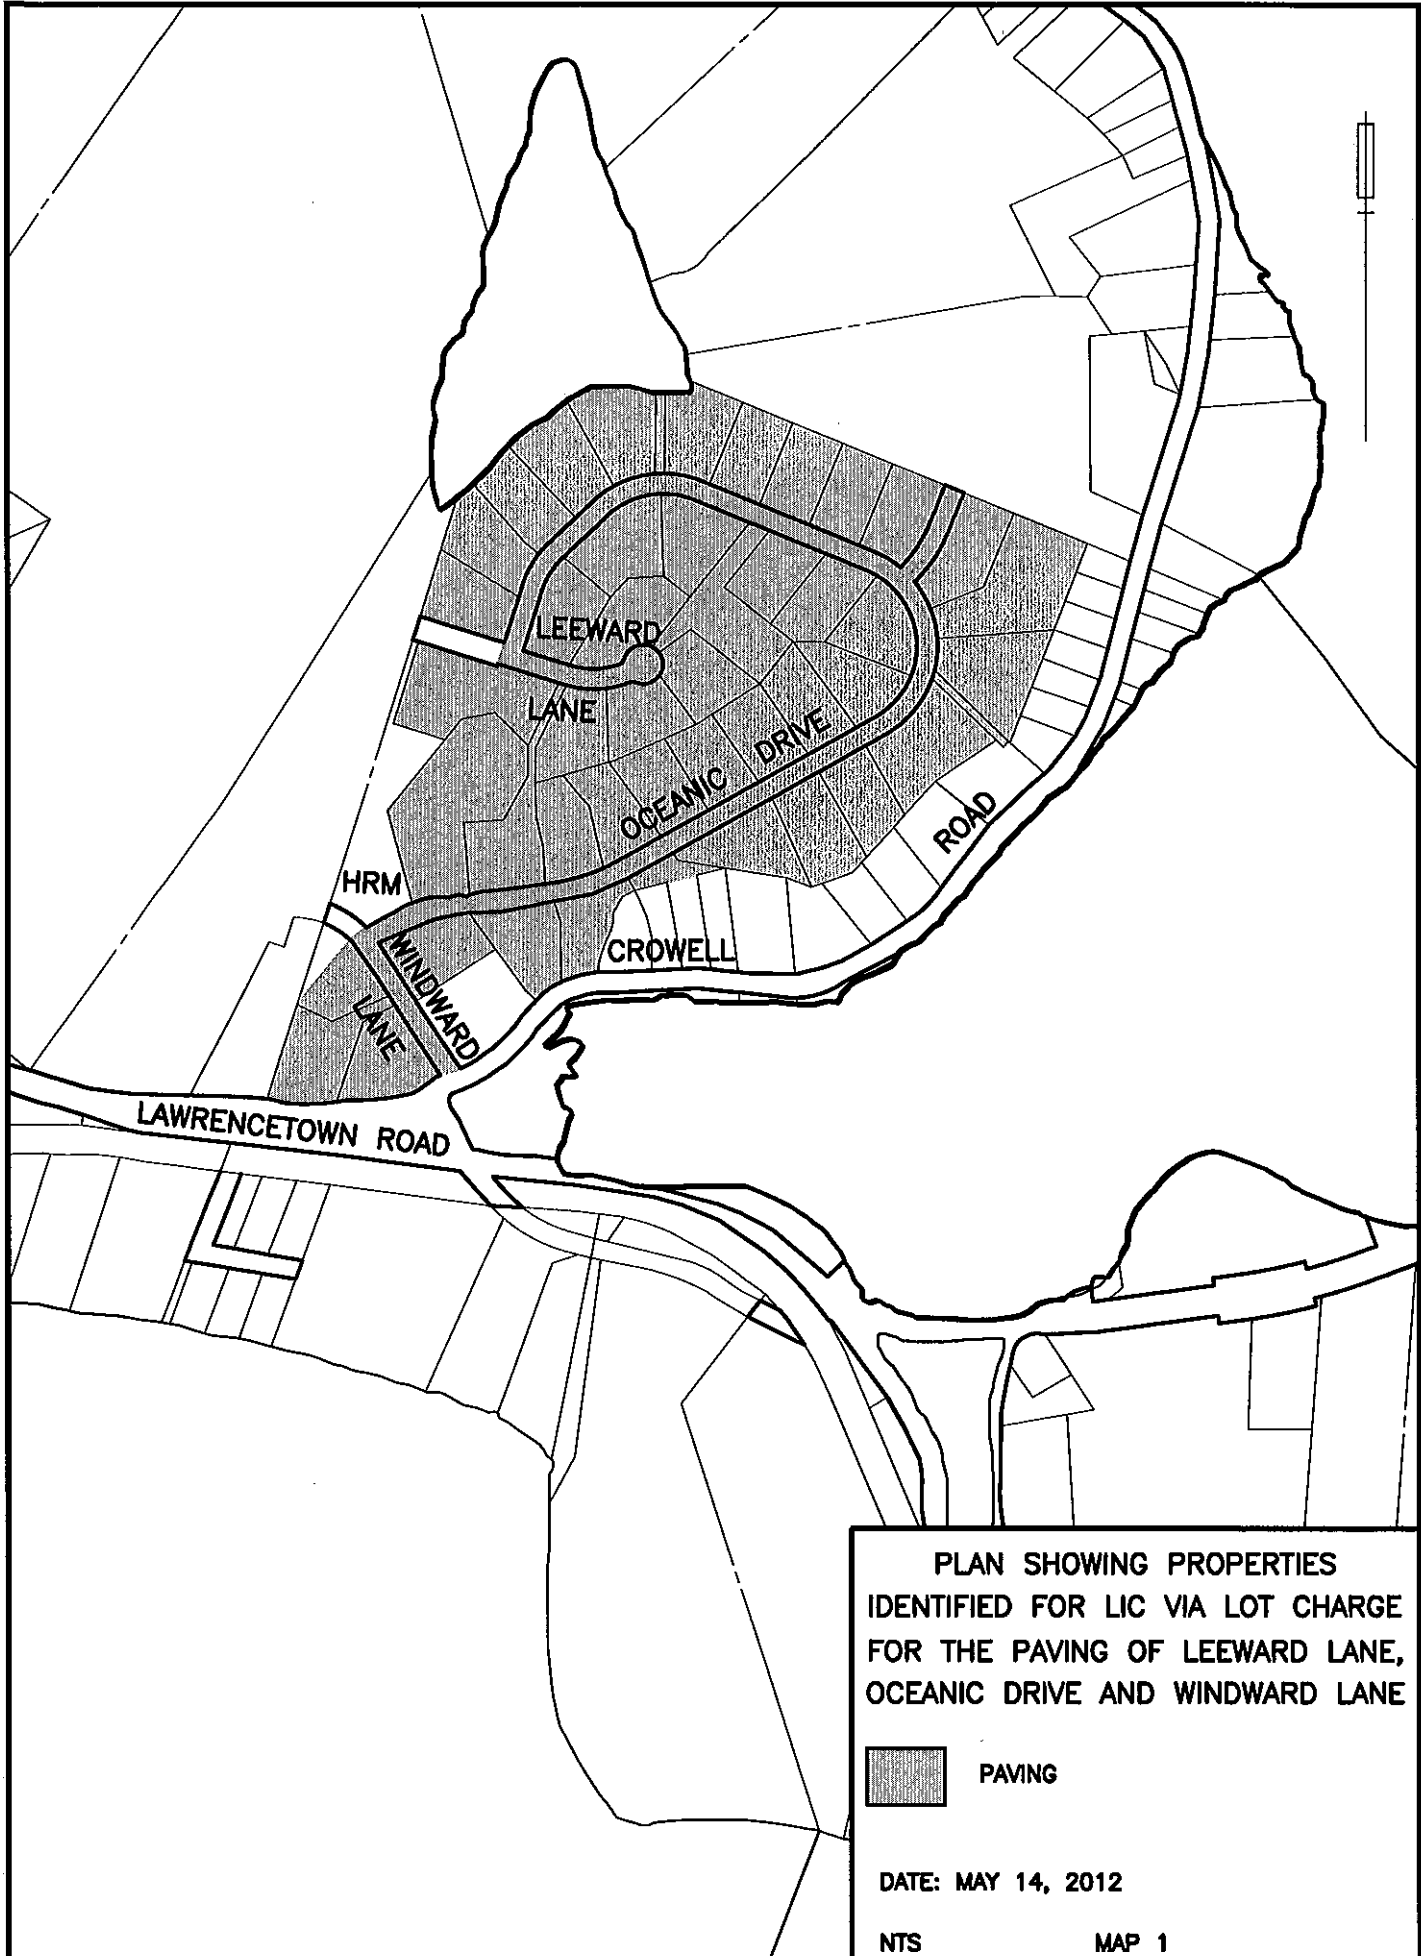 LEEWARD
LANE
OCEANIC DRIVE
ROAD
HRM
CROWELL
WINDWARD
LANE
LAWRENCETOWN ROAD
PLAN SHOWING PROPERTIES
IDENTIFIED FOR LIC VIA LOT CHARGE
FOR THE PAVING OF LEEWARD LANE,
OCEANIC DRIVE AND WINDWARD LANE
PAVING
DATE: MAY 14, 2012
NTS MAP 1